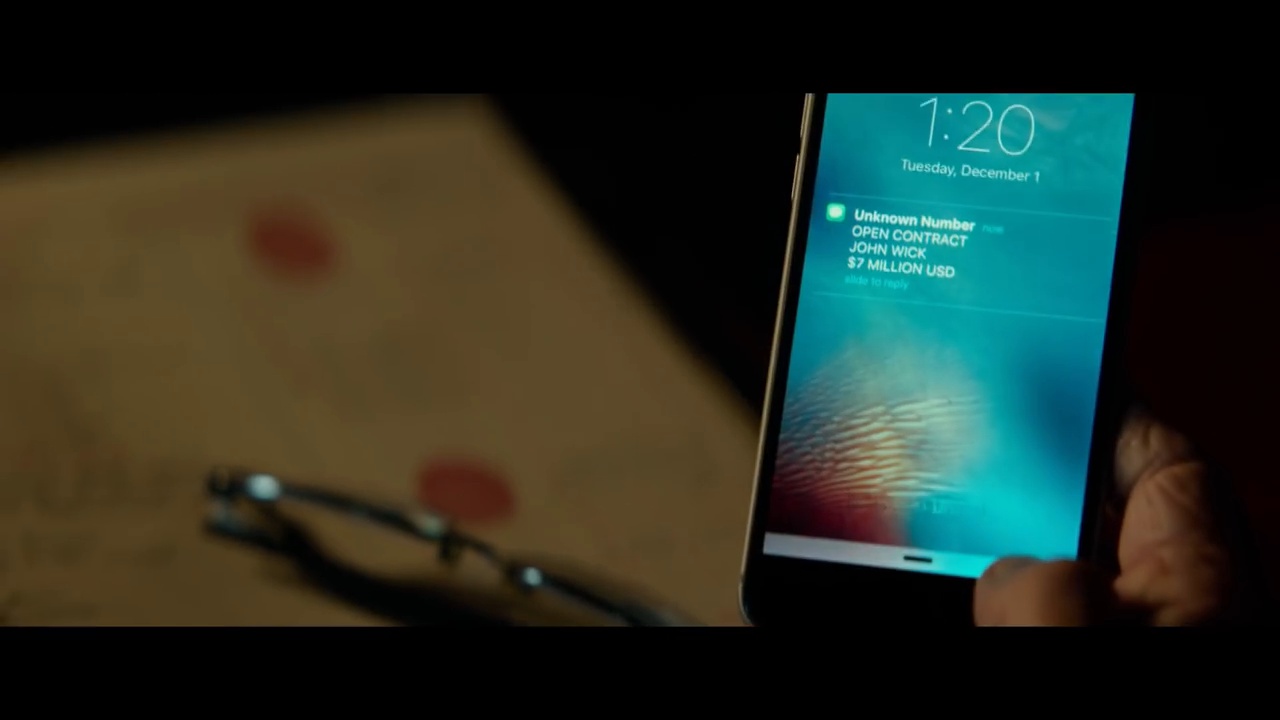 1:20
Tuesday, December 1
Unknown Number now
OPEN CONTRACT
JOHN WICK
$7 MILLION USD
slide to reply